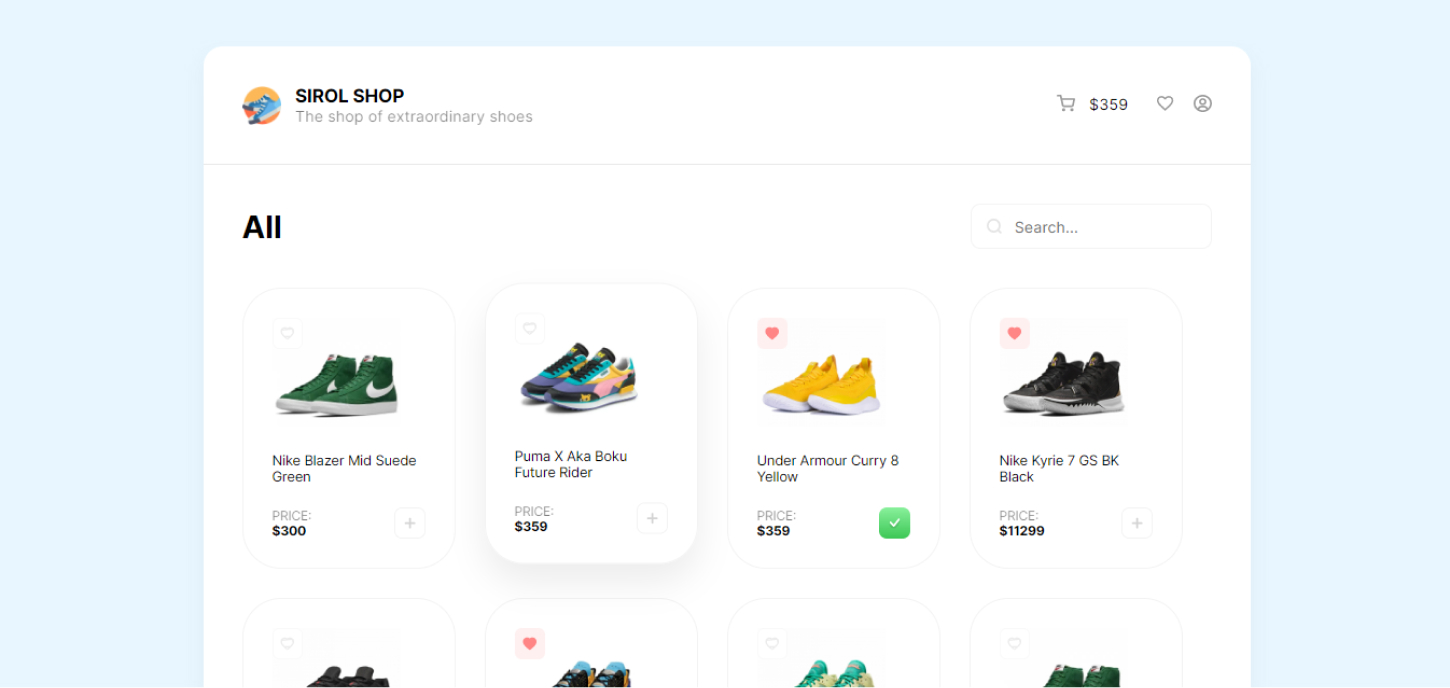 SIROL SHOP
The shop of extraordinary shoes
$359
All
Search...
Nike Blazer Mid Suede
Green
PRICE:
$300
Puma X Aka Boku
Future Rider
PRICE:
$359
Under Armour Curry 8
Yellow
PRICE:
$359
Nike Kyrie 7 GS BK
Black
PRICE:
$11299